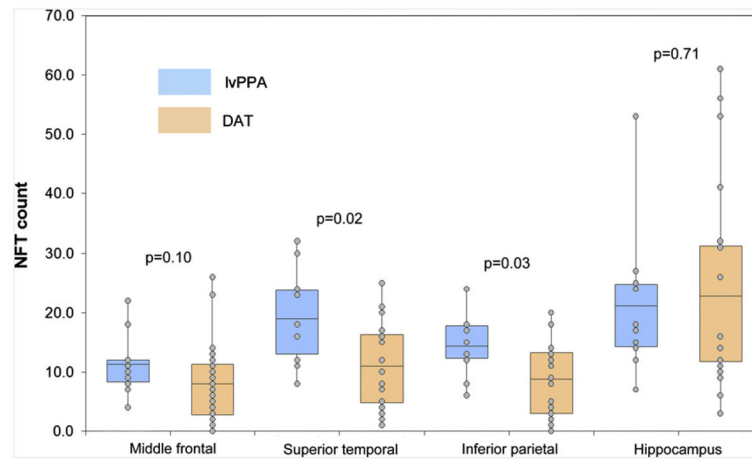 70.0
60.0
50.0
40.0
30.0
20.0
10.0
0.0
NFT count
lvPPA
DAT
p=0.10
p=0.02
p=0.03
p=0.71
Middle frontal
Superior temporal
Inferior parietal
Hippocampus